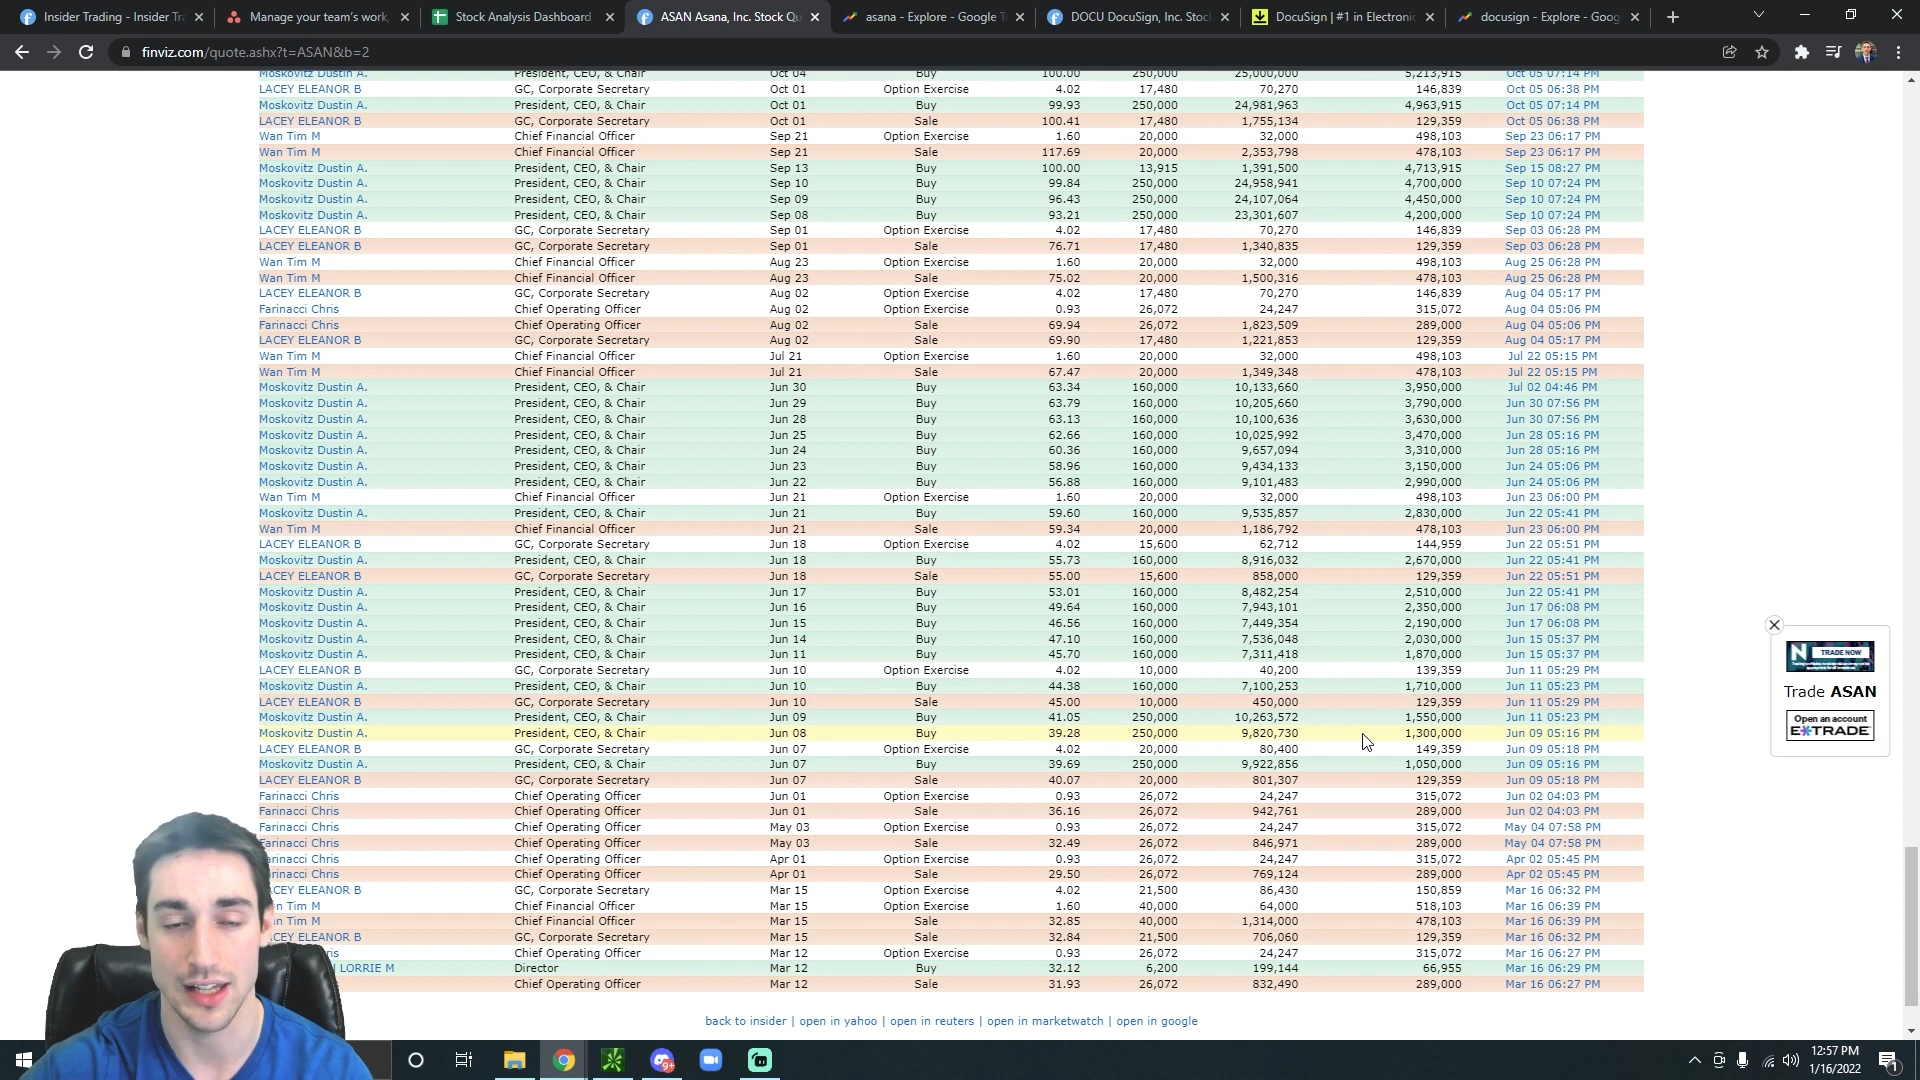 Insider Trading - Insider Tra
Manage your team's work,
Stock Analysis Dashboard
ASAN Asana, Inc. Stock Qu
asana - Explore - Google T
DOCU DocuSign, Inc. Stoc
DocuSign | #1 in Electronic
docusign - Explore - Goog
finviz.com/quote.ashx?t=ASAN&b=2
Moskovitz Dustin A. President, CEO, & Chair Oct 04 Buy 100.00 250,000 25,000,000 5,213,915 Oct 05 07:14 PM
LACEY ELEANOR B GC, Corporate Secretary Oct 01 Option Exercise 4.02 17,480 70,270 146,839 Oct 05 06:38 PM
Moskovitz Dustin A. President, CEO, & Chair Oct 01 Buy 99.93 250,000 24,981,963 4,963,915 Oct 05 07:14 PM
LACEY ELEANOR B GC, Corporate Secretary Oct 01 Sale 100.41 17,480 1,755,134 129,359 Oct 05 06:38 PM
Wan Tim M Chief Financial Officer Sep 21 Option Exercise 1.60 20,000 32,000 498,103 Sep 23 06:17 PM
Wan Tim M Chief Financial Officer Sep 21 Sale 117.69 20,000 2,353,798 478,103 Sep 23 06:17 PM
Moskovitz Dustin A. President, CEO, & Chair Sep 13 Buy 100.00 13,915 1,391,500 4,713,915 Sep 15 08:27 PM
Moskovitz Dustin A. President, CEO, & Chair Sep 10 Buy 99.84 250,000 24,958,941 4,700,000 Sep 10 07:24 PM
Moskovitz Dustin A. President, CEO, & Chair Sep 09 Buy 96.43 250,000 24,107,064 4,450,000 Sep 10 07:24 PM
Moskovitz Dustin A. President, CEO, & Chair Sep 08 Buy 93.21 250,000 23,301,607 4,200,000 Sep 10 07:24 PM
LACEY ELEANOR B GC, Corporate Secretary Sep 01 Option Exercise 4.02 17,480 70,270 146,839 Sep 03 06:28 PM
LACEY ELEANOR B GC, Corporate Secretary Sep 01 Sale 76.71 17,480 1,340,835 129,359 Sep 03 06:28 PM
Wan Tim M Chief Financial Officer Aug 23 Option Exercise 1.60 20,000 32,000 498,103 Aug 25 06:28 PM
Wan Tim M Chief Financial Officer Aug 23 Sale 75.02 20,000 1,500,316 478,103 Aug 25 06:28 PM
LACEY ELEANOR B GC, Corporate Secretary Aug 02 Option Exercise 4.02 17,480 70,270 146,839 Aug 04 05:17 PM
Farinacci Chris Chief Operating Officer Aug 02 Option Exercise 0.93 26,072 24,247 315,072 Aug 04 05:06 PM
Farinacci Chris Chief Operating Officer Aug 02 Sale 69.94 26,072 1,823,509 289,000 Aug 04 05:06 PM
LACEY ELEANOR B GC, Corporate Secretary Aug 02 Sale 69.90 17,480 1,221,853 129,359 Aug 04 05:17 PM
Wan Tim M Chief Financial Officer Jul 21 Option Exercise 1.60 20,000 32,000 498,103 Jul 22 05:15 PM
Wan Tim M Chief Financial Officer Jul 21 Sale 67.47 20,000 1,349,348 478,103 Jul 22 05:15 PM
Moskovitz Dustin A. President, CEO, & Chair Jun 30 Buy 63.34 160,000 10,133,660 3,950,000 Jul 02 04:46 PM
Moskovitz Dustin A. President, CEO, & Chair Jun 29 Buy 63.79 160,000 10,205,660 3,790,000 Jun 30 07:56 PM
Moskovitz Dustin A. President, CEO, & Chair Jun 28 Buy 63.13 160,000 10,100,636 3,630,000 Jun 30 07:56 PM
Moskovitz Dustin A. President, CEO, & Chair Jun 25 Buy 62.66 160,000 10,025,992 3,470,000 Jun 28 05:16 PM
Moskovitz Dustin A. President, CEO, & Chair Jun 24 Buy 60.36 160,000 9,657,094 3,310,000 Jun 28 05:16 PM
Moskovitz Dustin A. President, CEO, & Chair Jun 23 Buy 58.96 160,000 9,434,133 3,150,000 Jun 24 05:06 PM
Moskovitz Dustin A. President, CEO, & Chair Jun 22 Buy 56.88 160,000 9,101,483 2,990,000 Jun 24 05:06 PM
Wan Tim M Chief Financial Officer Jun 21 Option Exercise 1.60 20,000 32,000 498,103 Jun 23 06:00 PM
Moskovitz Dustin A. President, CEO, & Chair Jun 21 Buy 59.60 160,000 9,535,857 2,830,000 Jun 22 05:41 PM
Wan Tim M Chief Financial Officer Jun 21 Sale 59.34 20,000 1,186,792 478,103 Jun 23 06:00 PM
LACEY ELEANOR B GC, Corporate Secretary Jun 18 Option Exercise 4.02 15,600 62,712 144,959 Jun 22 05:51 PM
Moskovitz Dustin A. President, CEO, & Chair Jun 18 Buy 55.73 160,000 8,916,032 2,670,000 Jun 22 05:41 PM
LACEY ELEANOR B GC, Corporate Secretary Jun 18 Sale 55.00 15,600 858,000 129,359 Jun 22 05:51 PM
Moskovitz Dustin A. President, CEO, & Chair Jun 17 Buy 53.01 160,000 8,482,254 2,510,000 Jun 22 05:41 PM
Moskovitz Dustin A. President, CEO, & Chair Jun 16 Buy 49.64 160,000 7,943,101 2,350,000 Jun 17 06:08 PM
Moskovitz Dustin A. President, CEO, & Chair Jun 15 Buy 46.56 160,000 7,449,354 2,190,000 Jun 17 06:08 PM
Moskovitz Dustin A. President, CEO, & Chair Jun 14 Buy 47.10 160,000 7,536,048 2,030,000 Jun 15 05:37 PM
Moskovitz Dustin A. President, CEO, & Chair Jun 11 Buy 45.70 160,000 7,311,418 1,870,000 Jun 15 05:37 PM
LACEY ELEANOR B GC, Corporate Secretary Jun 10 Option Exercise 4.02 10,000 40,200 139,359 Jun 11 05:29 PM
Moskovitz Dustin A. President, CEO, & Chair Jun 10 Buy 44.38 160,000 7,100,253 1,710,000 Jun 11 05:23 PM
LACEY ELEANOR B GC, Corporate Secretary Jun 10 Sale 45.00 10,000 450,000 129,359 Jun 11 05:29 PM
Moskovitz Dustin A. President, CEO, & Chair Jun 09 Buy 41.05 250,000 10,263,572 1,550,000 Jun 11 05:23 PM
Moskovitz Dustin A. President, CEO, & Chair Jun 08 Buy 39.28 250,000 9,820,730 1,300,000 Jun 09 05:16 PM
LACEY ELEANOR B GC, Corporate Secretary Jun 07 Option Exercise 4.02 20,000 80,400 149,359 Jun 09 05:18 PM
Moskovitz Dustin A. President, CEO, & Chair Jun 07 Buy 39.69 250,000 9,922,856 1,050,000 Jun 09 05:16 PM
LACEY ELEANOR B GC, Corporate Secretary Jun 07 Sale 40.07 20,000 801,307 129,359 Jun 09 05:18 PM
Farinacci Chris Chief Operating Officer Jun 01 Option Exercise 0.93 26,072 24,247 315,072 Jun 02 04:03 PM
Farinacci Chris Chief Operating Officer Jun 01 Sale 36.16 26,072 942,761 289,000 Jun 02 04:03 PM
Farinacci Chris Chief Operating Officer May 03 Option Exercise 0.93 26,072 24,247 315,072 May 04 07:58 PM
arinacci Chris Chief Operating Officer May 03 Sale 32.49 26,072 846,971 289,000 May 04 07:58 PM
arinacci Chris Chief Operating Officer Apr 01 Option Exercise 0.93 26,072 24,247 315,072 Apr 02 05:45 PM
rinacci Chris Chief Operating Officer Apr 01 Sale 29.50 26,072 769,124 289,000 Apr 02 05:45 PM
ACEY ELEANOR B GC, Corporate Secretary Mar 15 Option Exercise 4.02 21,500 86,430 150,859 Mar 16 06:32 PM
n Tim M Chief Financial Officer Mar 15 Option Exercise 1.60 40,000 64,000 518,103 Mar 16 06:39 PM
n Tim M Chief Financial Officer Mar 15 Sale 32.85 40,000 1,314,000 478,103 Mar 16 06:39 PM
CEY ELEANOR B GC, Corporate Secretary Mar 15 Sale 32.84 21,500 706,060 129,359 Mar 16 06:32 PM
ris Chief Operating Officer Mar 12 Option Exercise 0.93 26,072 24,247 315,072 Mar 16 06:27 PM
LORRIE M Director Mar 12 Buy 32.12 6,200 199,144 66,955 Mar 16 06:29 PM
Chief Operating Officer Mar 12 Sale 31.93 26,072 832,490 289,000 Mar 16 06:27 PM
back to insider | open in yahoo | open in reuters | open in marketwatch | open in google
N TRADE NOW
Trade ASAN
Open an account
E*TRADE
9+
12:57 PM
1/16/2022
1